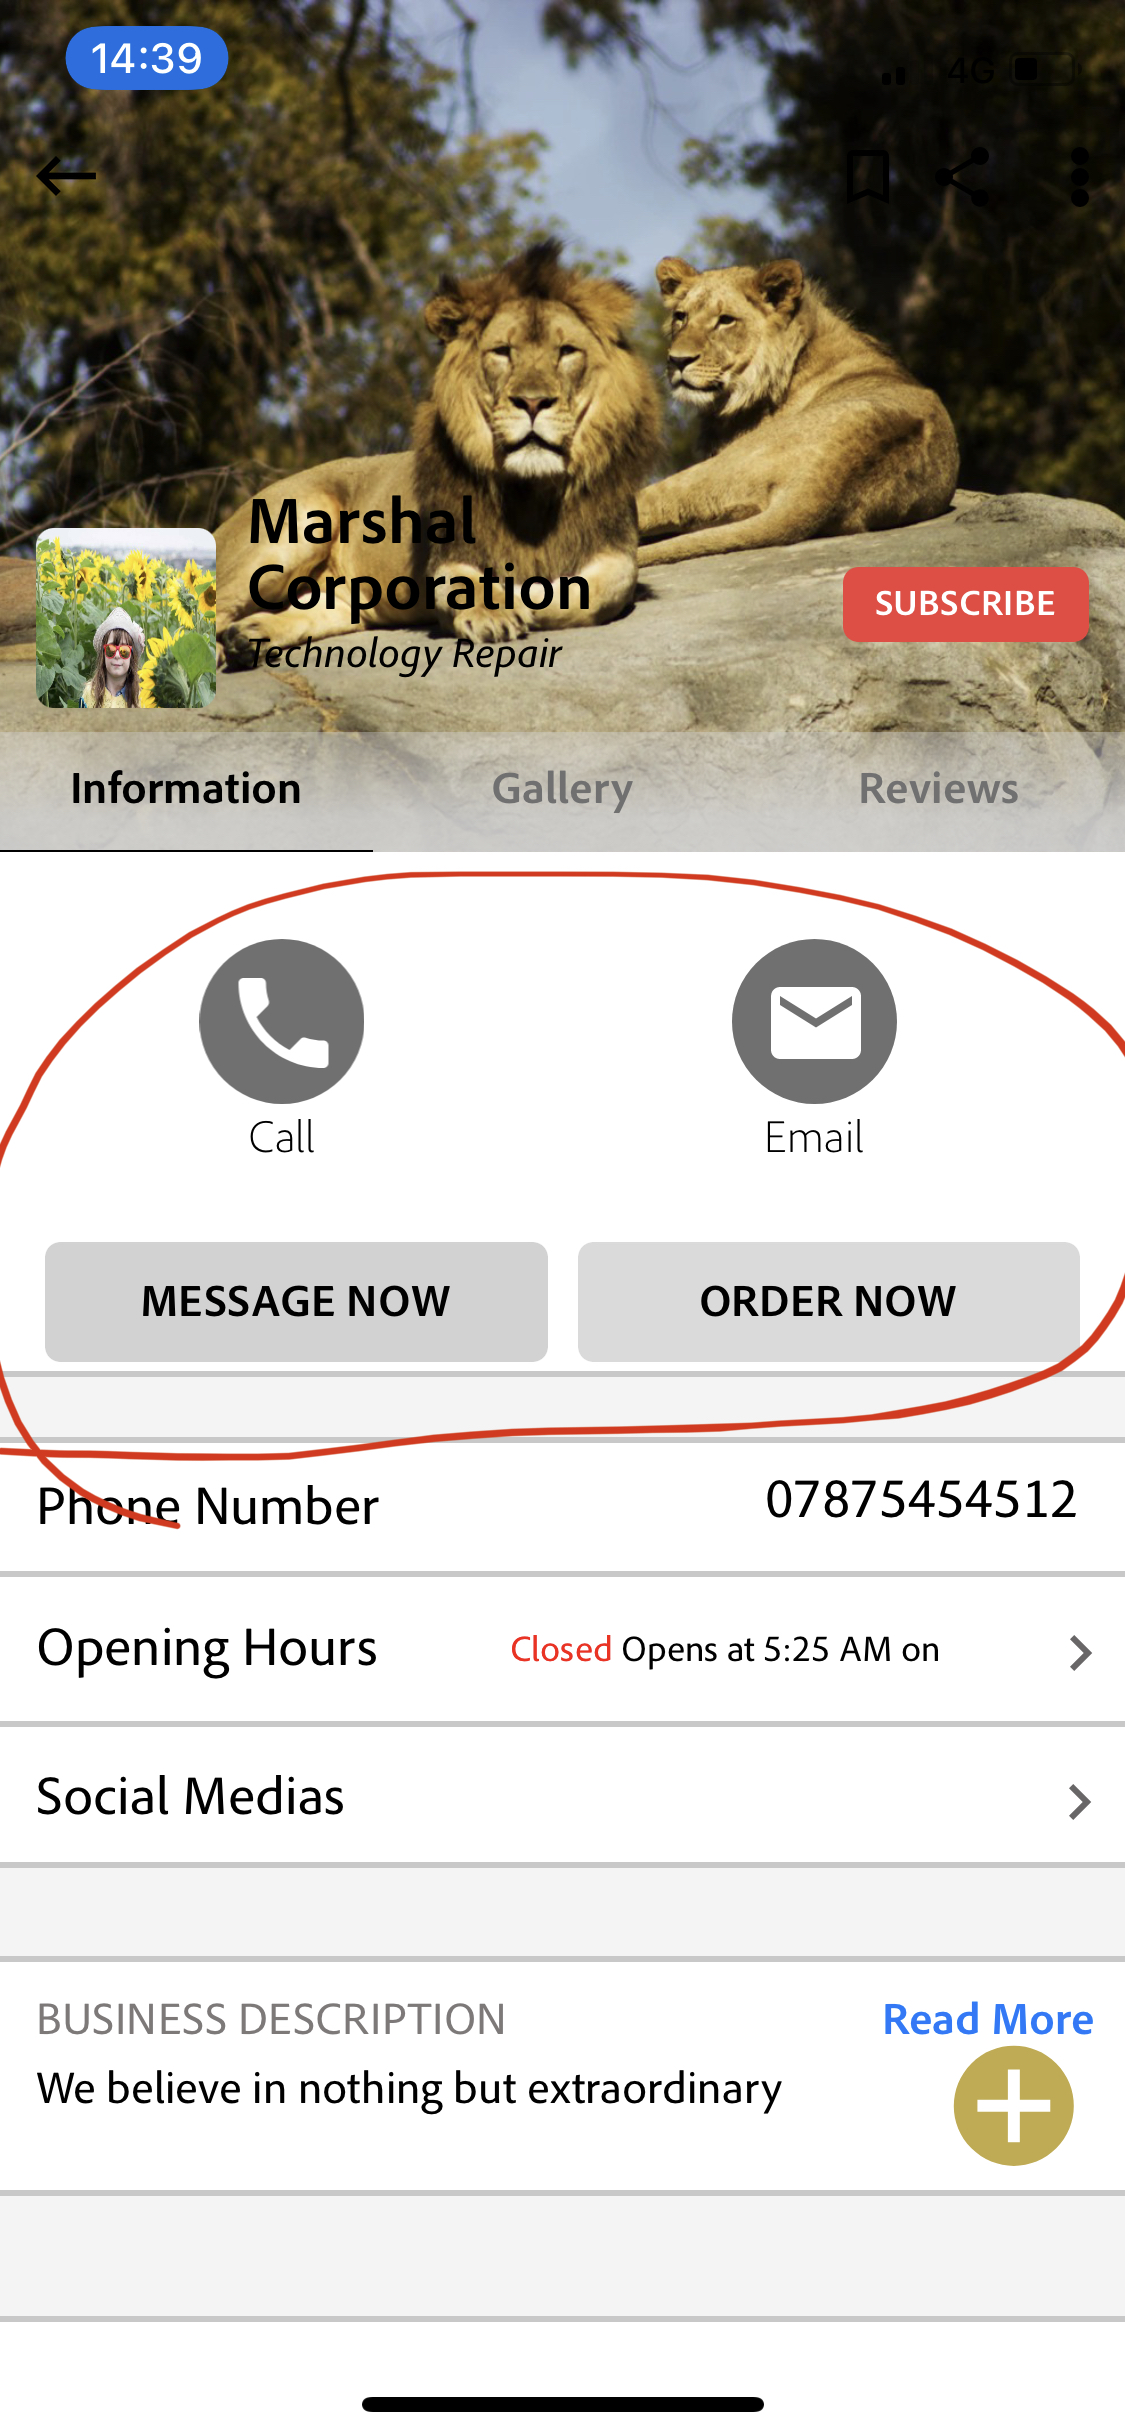 14:39
4G
Marshal
Corporation
Technology Repair
SUBSCRIBE
Information Gallery Reviews
Call Email
MESSAGE NOW ORDER NOW
Phone Number 07875454512
Opening Hours Closed Opens at 5:25 AM on
Social Medias
BUSINESS DESCRIPTION Read More
We believe in nothing but extraordinary